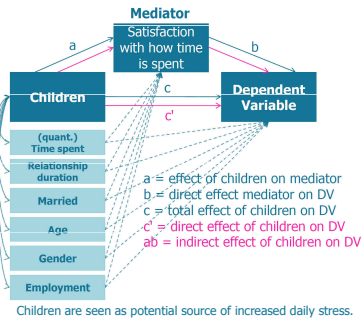 Mediator
Satisfaction
with how time
is spent
a
b
Children
c
c'
Dependent
Variable
(quant.)
Time spent
Relationship
duration
Married
Age
Gender
Employment
a = effect of children on mediator
b = direct effect mediator on DV
c = total effect of children on DV
c' = direct effect of children on DV
ab = indirect effect of children on DV
Children are seen as potential source of increased daily stress.